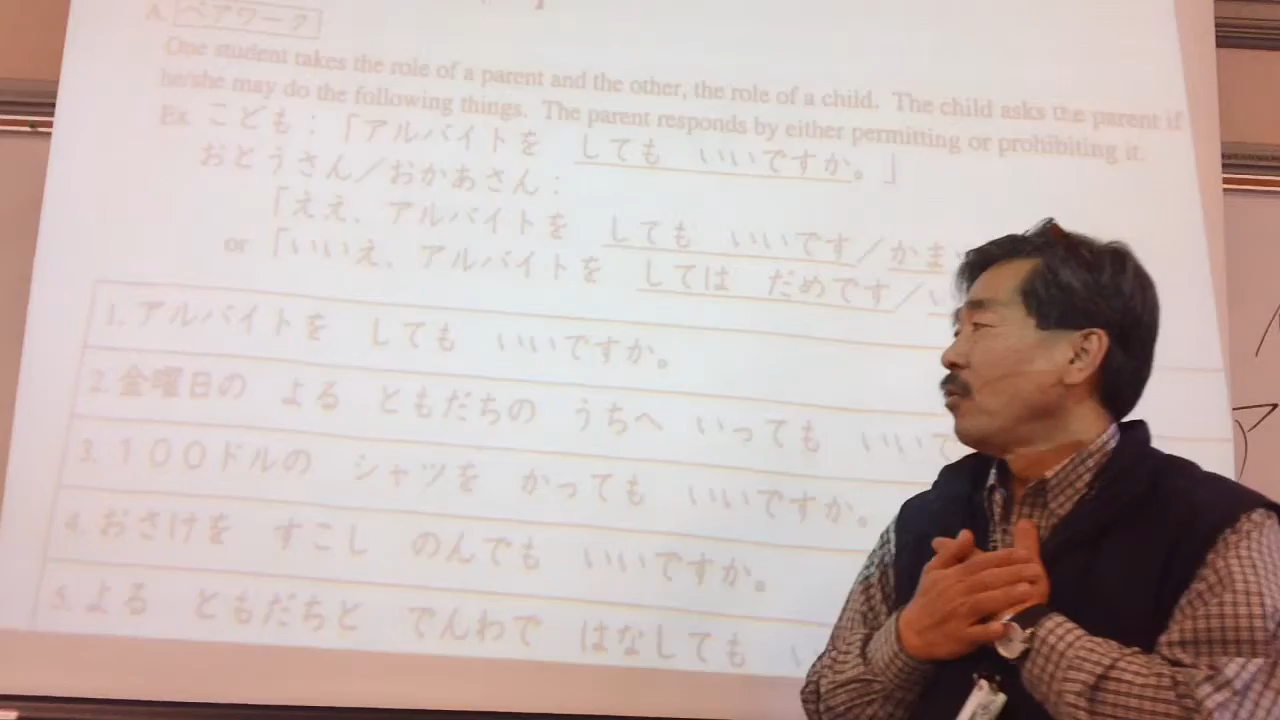 A. ペアワーク
One student takes the role of a parent and the other, the role of a child. The child asks the parent if
he/she may do the following things. The parent responds by either permitting or prohibiting it.
Ex. こども：「アルバイトを しても いいですか。」
おとうさん／おかあさん：
「ええ、アルバイトを しても いいです／かま
or 「いいえ、アルバイトを しては だめです／
1. アルバイトを しても いいですか。
2. 金曜日の よる ともだちの うちへ いっても いいで
3. １００ドルの シャツを かっても いいですか。
4. おさけを すこし のんでも いいですか。
5. よる ともだちと でんわで はなしても